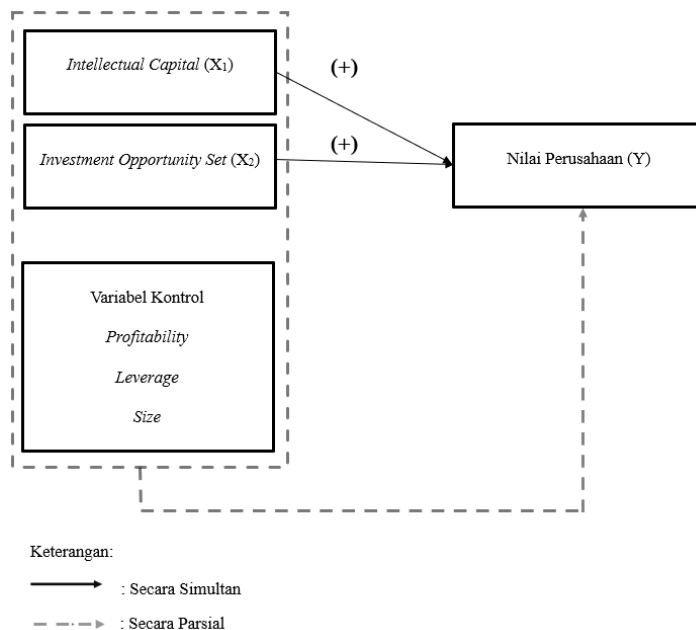 Intellectual Capital (X₁)
(+)
Investment Opportunity Set (X₂)
(+)
Nilai Perusahaan (Y)
Variabel Kontrol
Profitability
Leverage
Size
Keterangan:
: Secara Simultan
: Secara Parsial